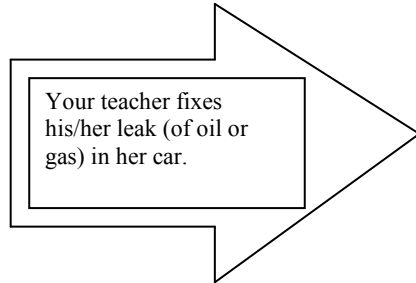 Your teacher fixes
his/her leak (of oil or
gas) in her car.